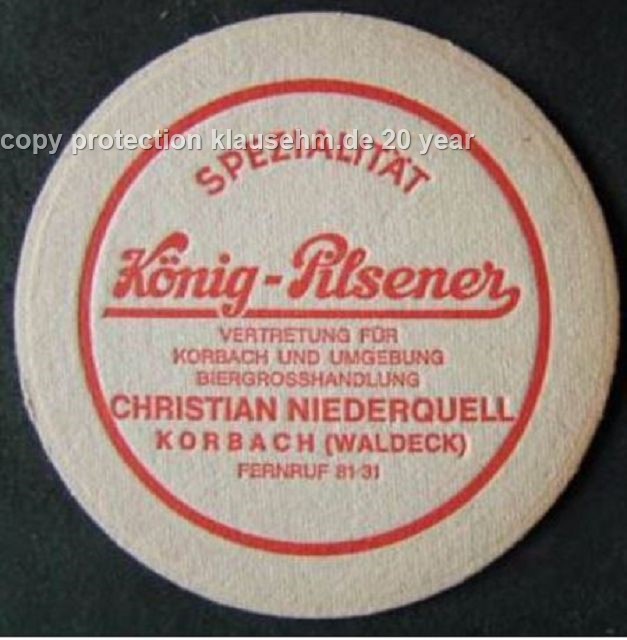 copy protection klausehm.de 20 year
SPEZIALITÄT
König-Pilsener
VERTRETUNG FÜR
KORBACH UND UMGEBUNG
BIERGROSSHANDLUNG
CHRISTIAN NIEDERQUELL
KORBACH (WALDECK)
FERNRUF 81-31